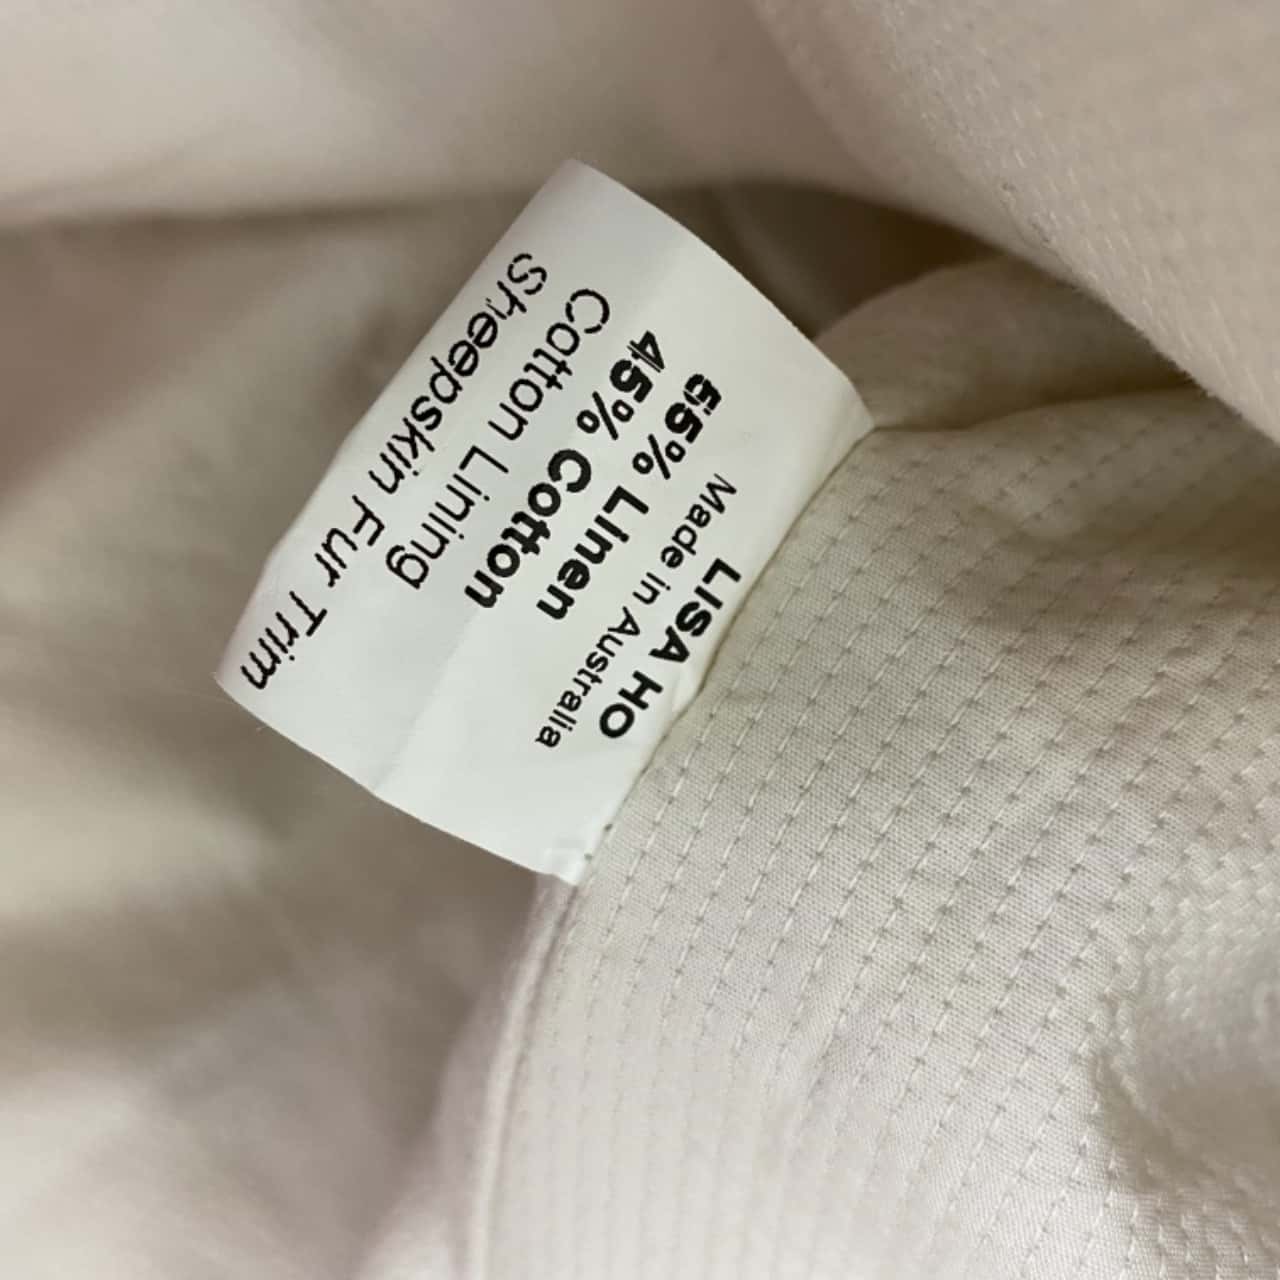 LISA HO
Made in Australia
55% Linen
45% Cotton
Cotton Lining
Sheepskin Fur Trim